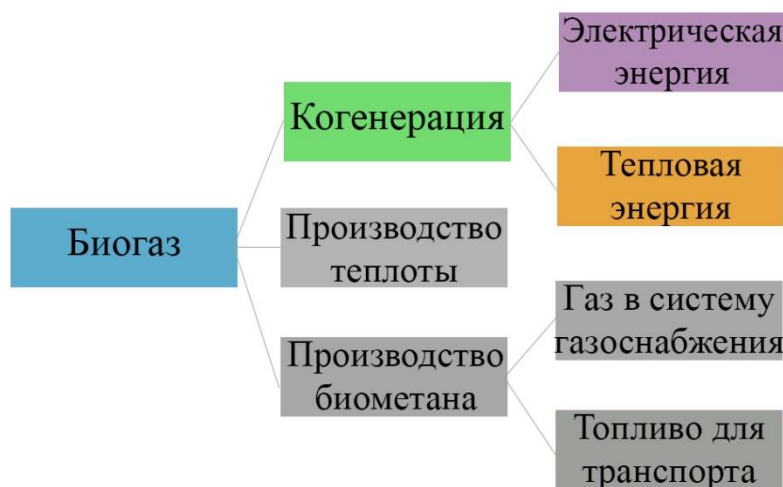 Биогаз
Когенерация
Электрическая
энергия
Тепловая
энергия
Производство
теплоты
Производство
биометана
Газ в систему
газоснабжения
Топливо для
транспорта